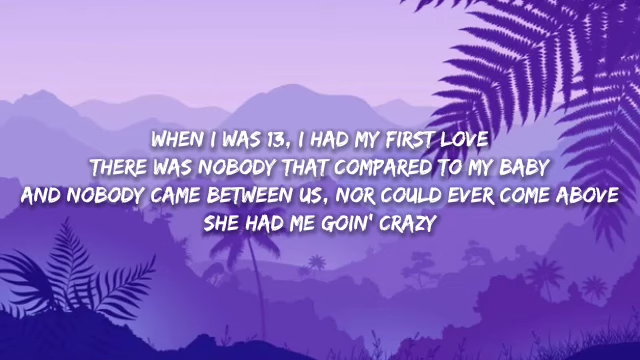 WHEN I WAS 13, I HAD MY FIRST LOVE
THERE WAS NOBODY THAT COMPARED TO MY BABY
AND NOBODY CAME BETWEEN US, NOR COULD EVER COME ABOVE
SHE HAD ME GOIN' CRAZY